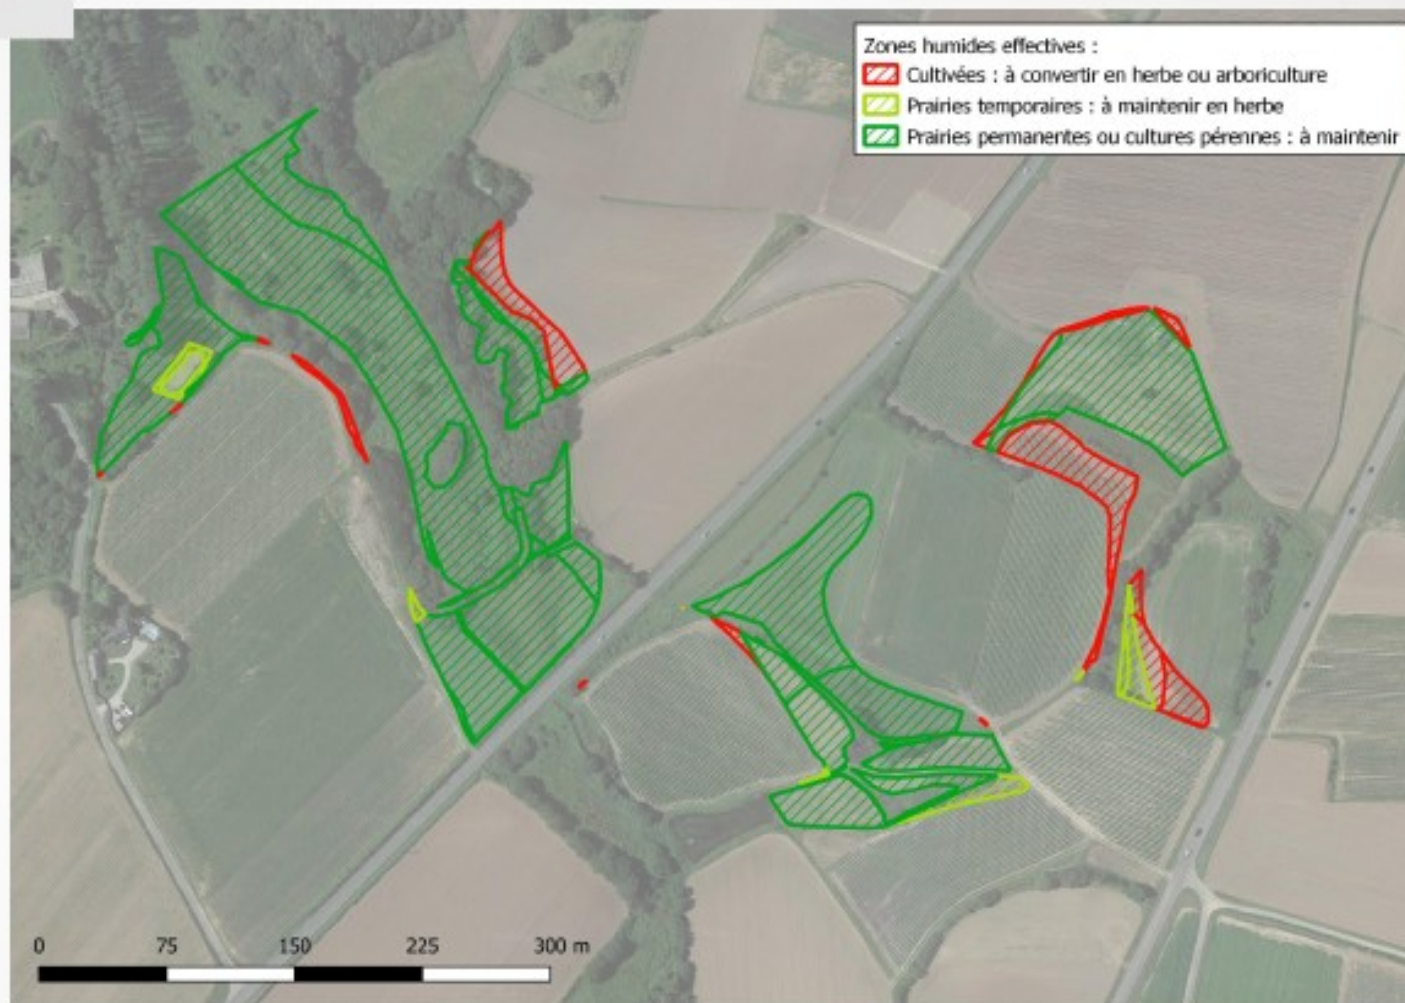 Zones humides effectives :
Cultivées : à convertir en herbe ou arboriculture
Prairies temporaires : à maintenir en herbe
Prairies permanentes ou cultures pérennes : à maintenir
0 75 150 225 300 m